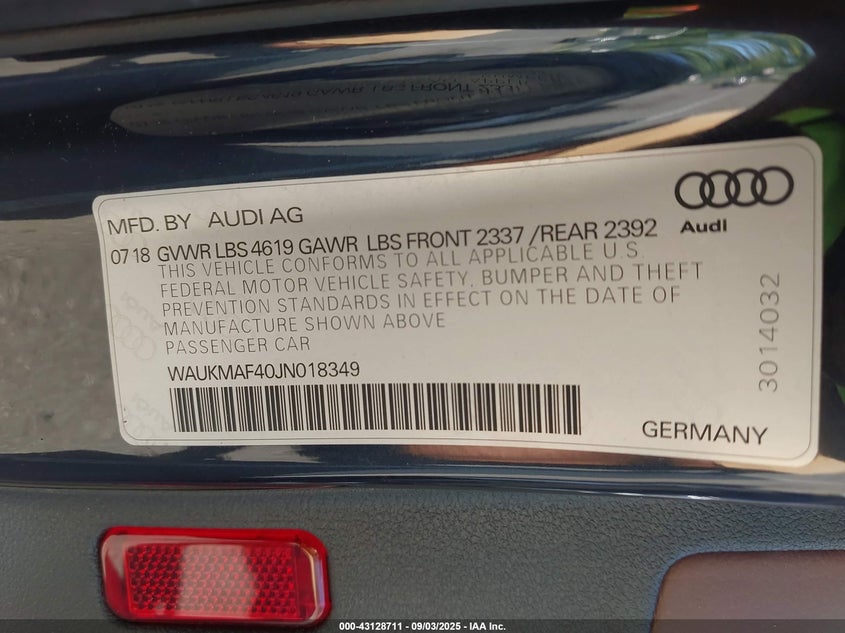 MFD. BY AUDI AG
Audi
07 18 GVWR LBS 4619 GAWR LBS FRONT 2337 /REAR 2392
THIS VEHICLE CONFORMS TO ALL APPLICABLE U.S.
FEDERAL MOTOR VEHICLE SAFETY, BUMPER AND THEFT
PREVENTION STANDARDS IN EFFECT ON THE DATE OF
MANUFACTURE SHOWN ABOVE
PASSENGER CAR
WAUKMAF40JN018349
GERMANY
3014032
000-43128711 - 09/03/2025 - IAA Inc.